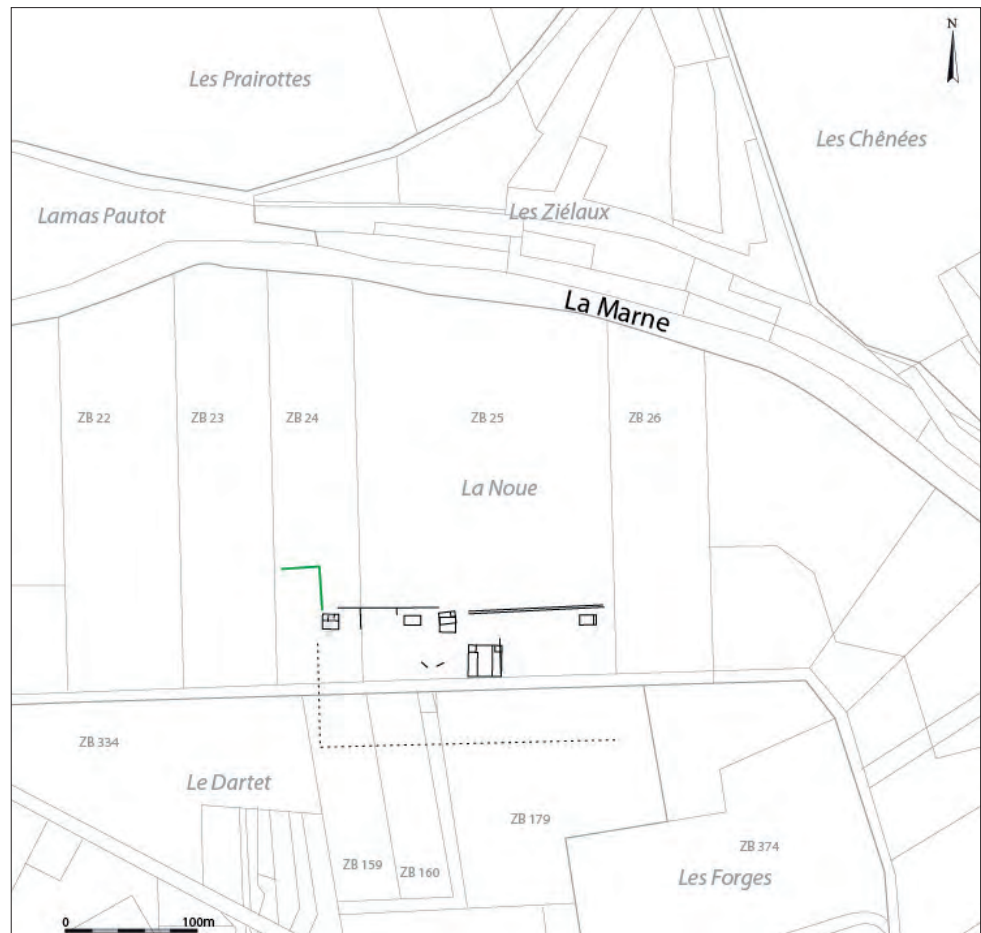 N
Les Prairottes
Les Chênées
Lamas Pautot
Les Ziélaux
La Marne
ZB 22
ZB 23
ZB 24
ZB 25
ZB 26
La Noue
ZB 334
Le Dartet
ZB 179
ZB 159
ZB 160
ZB 374
Les Forges
0 100m